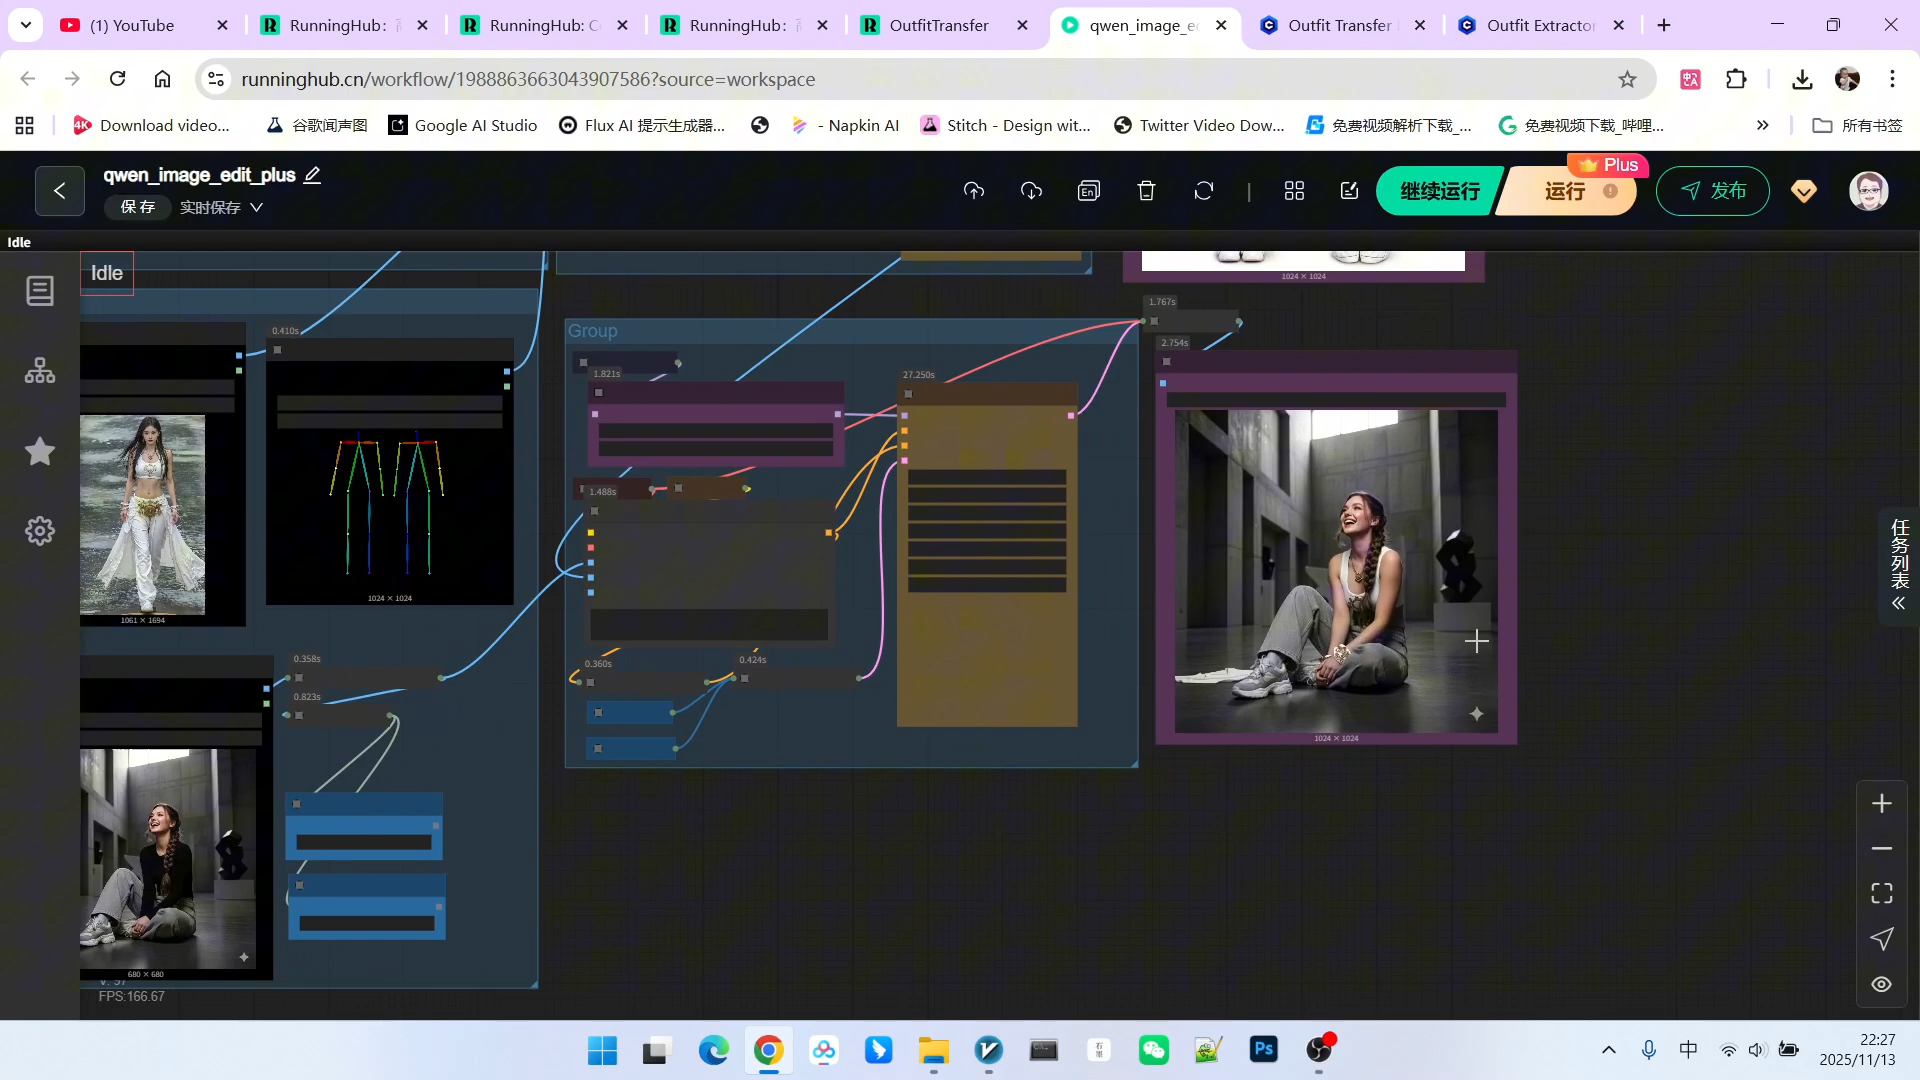 (1) YouTube
RunningHub:
RunningHub: C
RunningHub:
OutfitTransfer
qwen_image_e
Outfit Transfer
Outfit Extractor
runninghub.cn/workflow/1988863663043907586?source=workspace
Download video...
谷歌闻声图
Google AI Studio
Flux AI 提示生成器...
- Napkin AI
Stitch - Design wit...
Twitter Video Dow...
免费视频解析下载_...
免费视频下载_哔哩...
所有书签
qwen_image_edit_plus
保存
实时保存
En
继续运行
运行
Plus
发布
Idle
Idle
0.410s
1024 × 1024
1061 × 1694
0.358s
0.823s
680 × 680
FPS:166.67
Group
1.821s
27.250s
1.488s
0.360s
0.424s
1024 × 1024
1.767s
2.754s
1024 × 1024
任务列表
Ps
中
22:27
2025/11/13